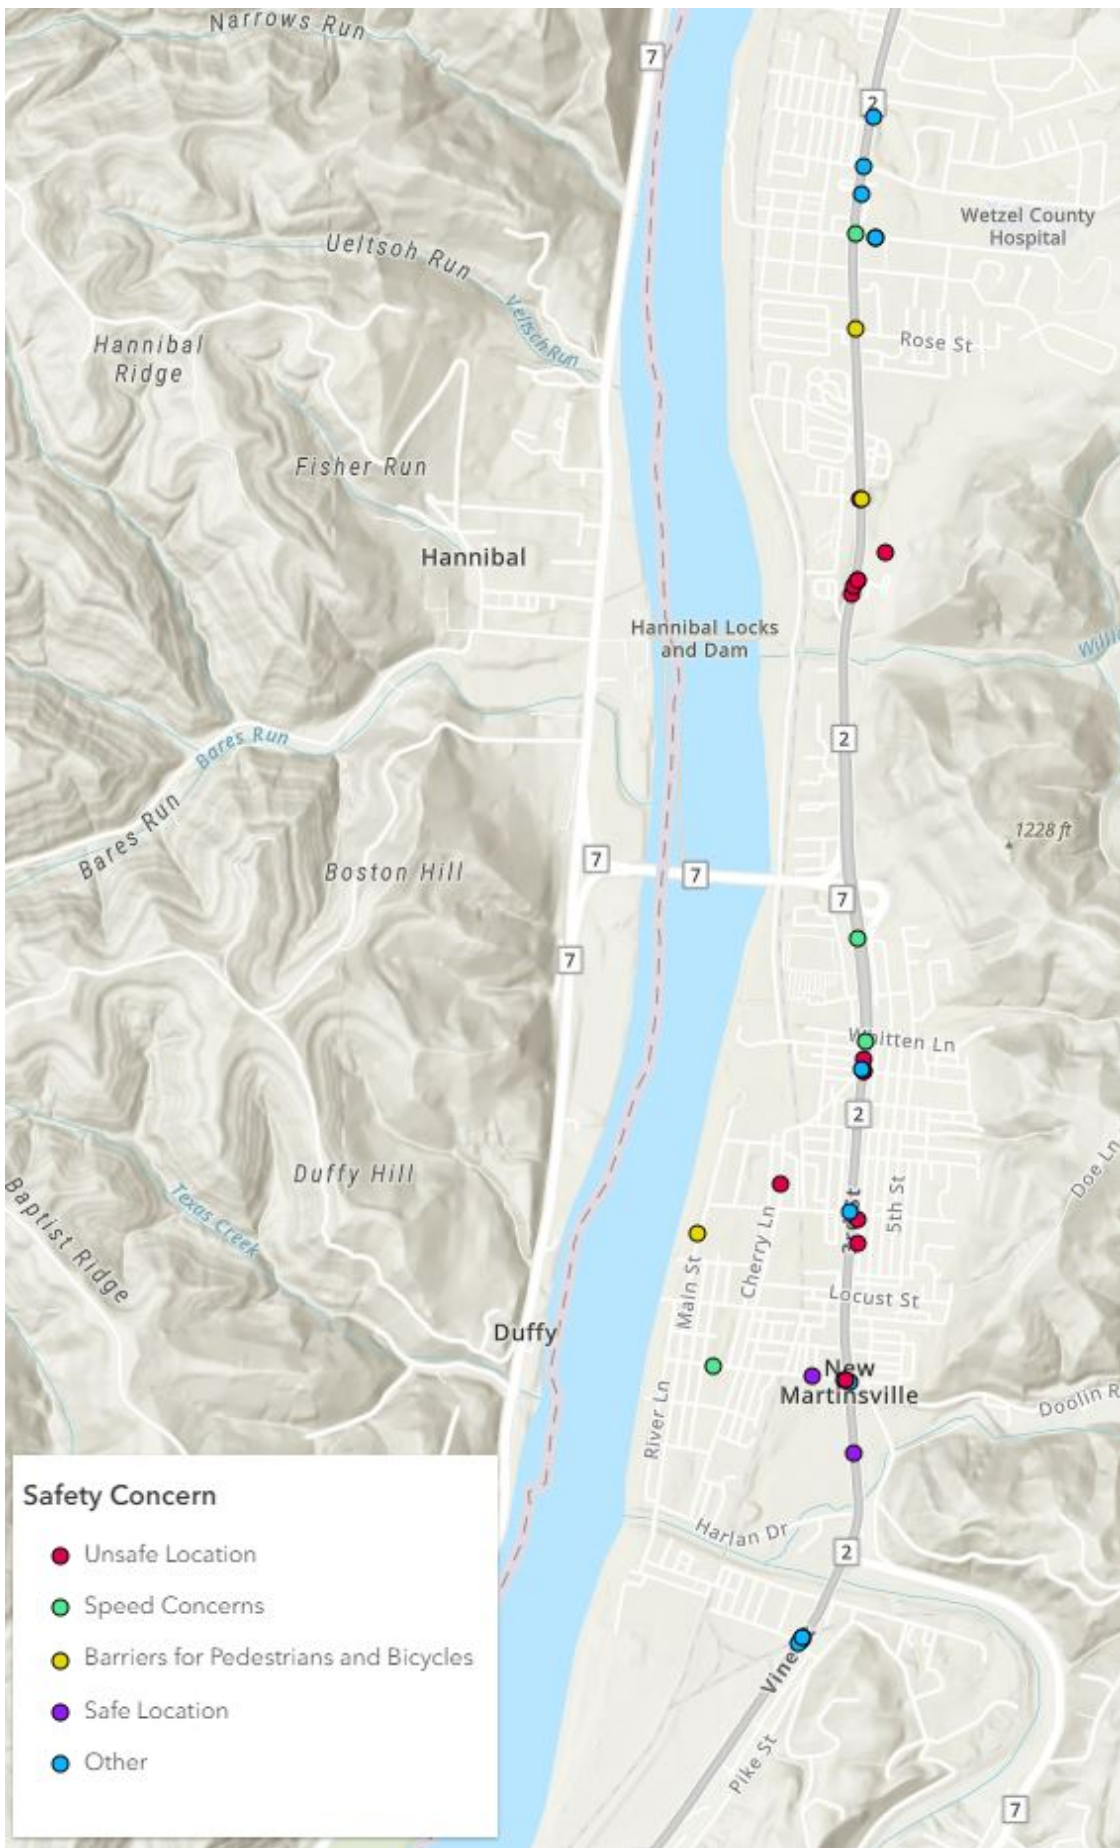 Narrows Run
7
2
Wetzel County
Hospital
Ueltsoh Run
Veltsch Run
Rose St
Hannibal
Ridge
Fisher Run
Hannibal
Hannibal Locks
and Dam
2
Bares Run
Bares Run
1228 ft
7
7
7
Boston Hill
7
Whitten Ln
2
Duffy Hill
Texas Creek
Baptist Ridge
Doe Ln
5th St
Cherry Ln
Main St
Locust St
Duffy
New
Martinsville
River Ln
Harlan Dr
2
Vine
Pike St
7
Safety Concern
Unsafe Location
Speed Concerns
Barriers for Pedestrians and Bicycles
Safe Location
Other